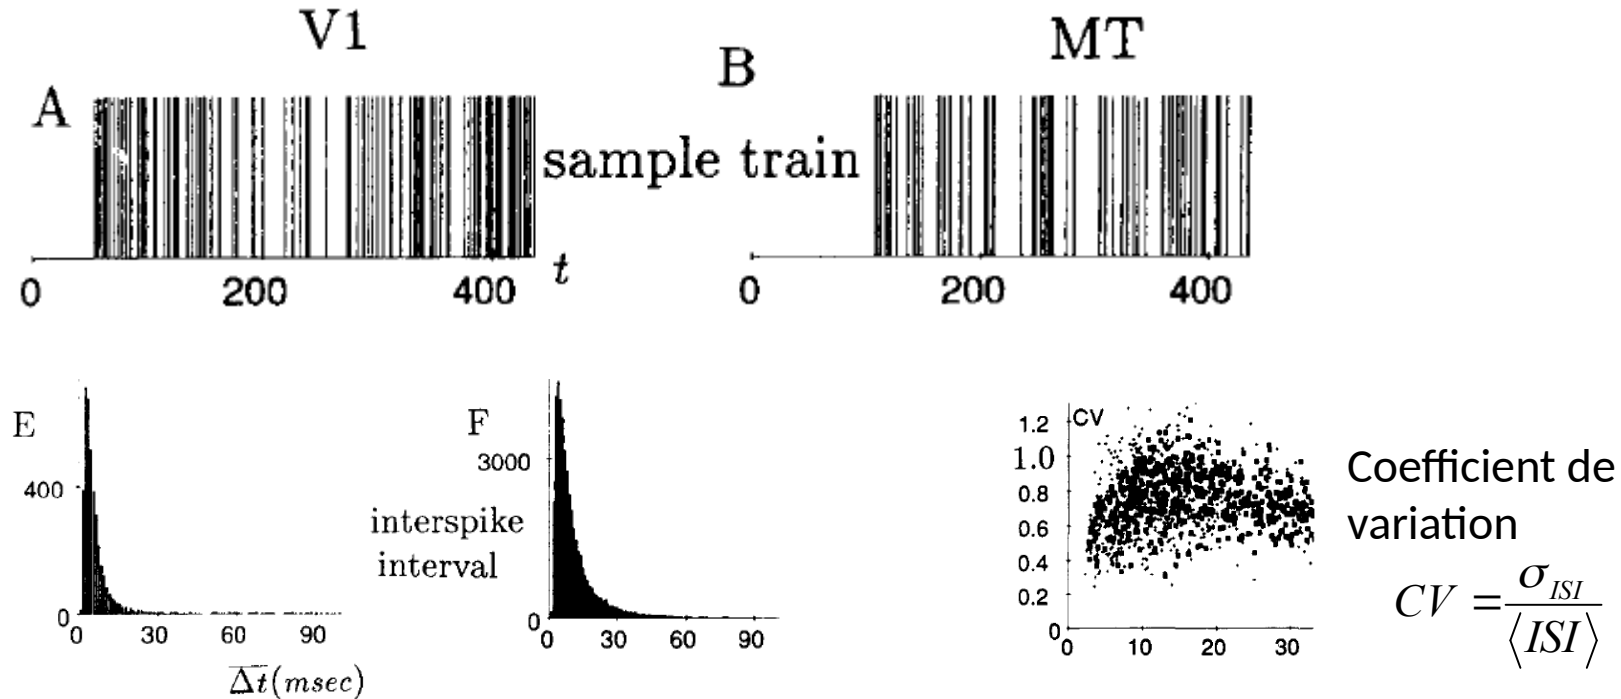 V1
MT
A
B
sample train
0 200 400 t
0 200 400
E
400
0
0 30 60 90
Δt(msec)
F
3000
0
0 30 60 90
interspike
interval
CV
1.2
1.0
0.8
0.6
0.4
0.2
0
0 10 20 30
Coefficient de
variation
CV = σ_ISI / ⟨ISI⟩